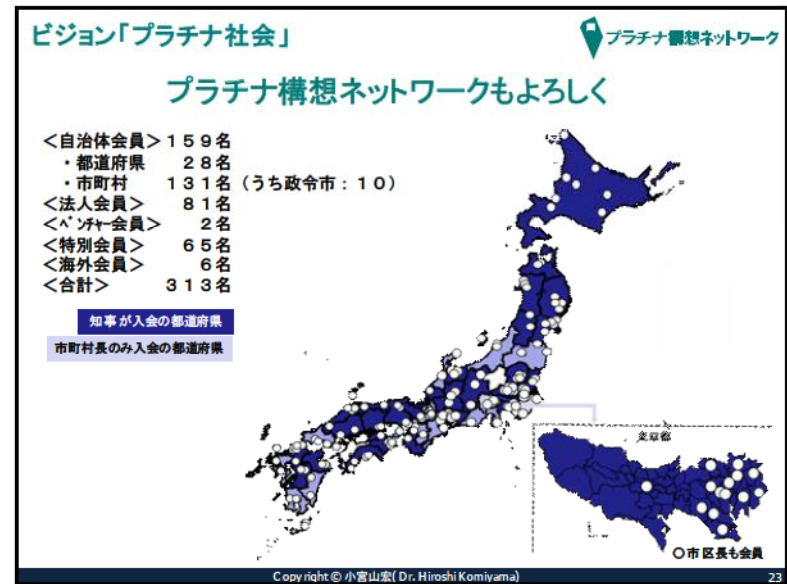 ビジョン「プラチナ社会」
プラチナ構想ネットワーク
プラチナ構想ネットワークもよろしく
＜自治体会員＞１５９名
・都道府県　２８名
・市町村　１３１名（うち政令市：１０）
＜法人会員＞　８１名
＜ﾍﾞﾝﾁｬｰ会員＞　２名
＜特別会員＞　６５名
＜海外会員＞　６名
＜合計＞　３１３名
知事が入会の都道府県
市町村長のみ入会の都道府県
東京都
○市区長も会員
Copyright © 小宮山宏( Dr. Hiroshi Komiyama)
23